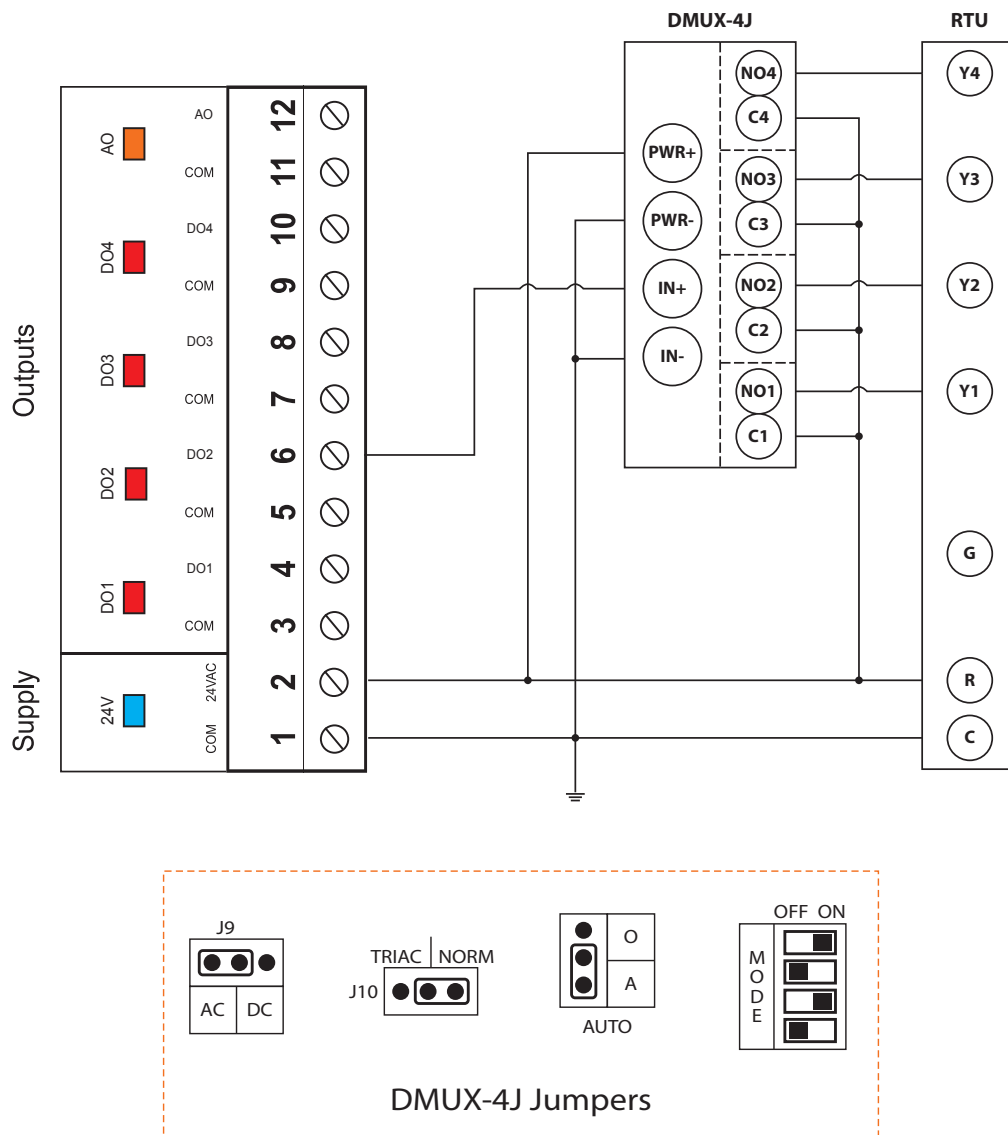 DMUX-4J
RTU
Outputs
Supply
AO
AO
12
COM
11
DO4
DO4
10
COM
9
DO3
DO3
8
COM
7
DO2
DO2
6
COM
5
DO1
DO1
4
COM
3
24V
24VAC
2
COM
1
PWR+
PWR-
IN+
IN-
NO4
C4
NO3
C3
NO2
C2
NO1
C1
Y4
Y3
Y2
Y1
G
R
C
J9
AC DC
TRIAC NORM
J10
O
A
AUTO
OFF ON
MODE
DMUX-4J Jumpers